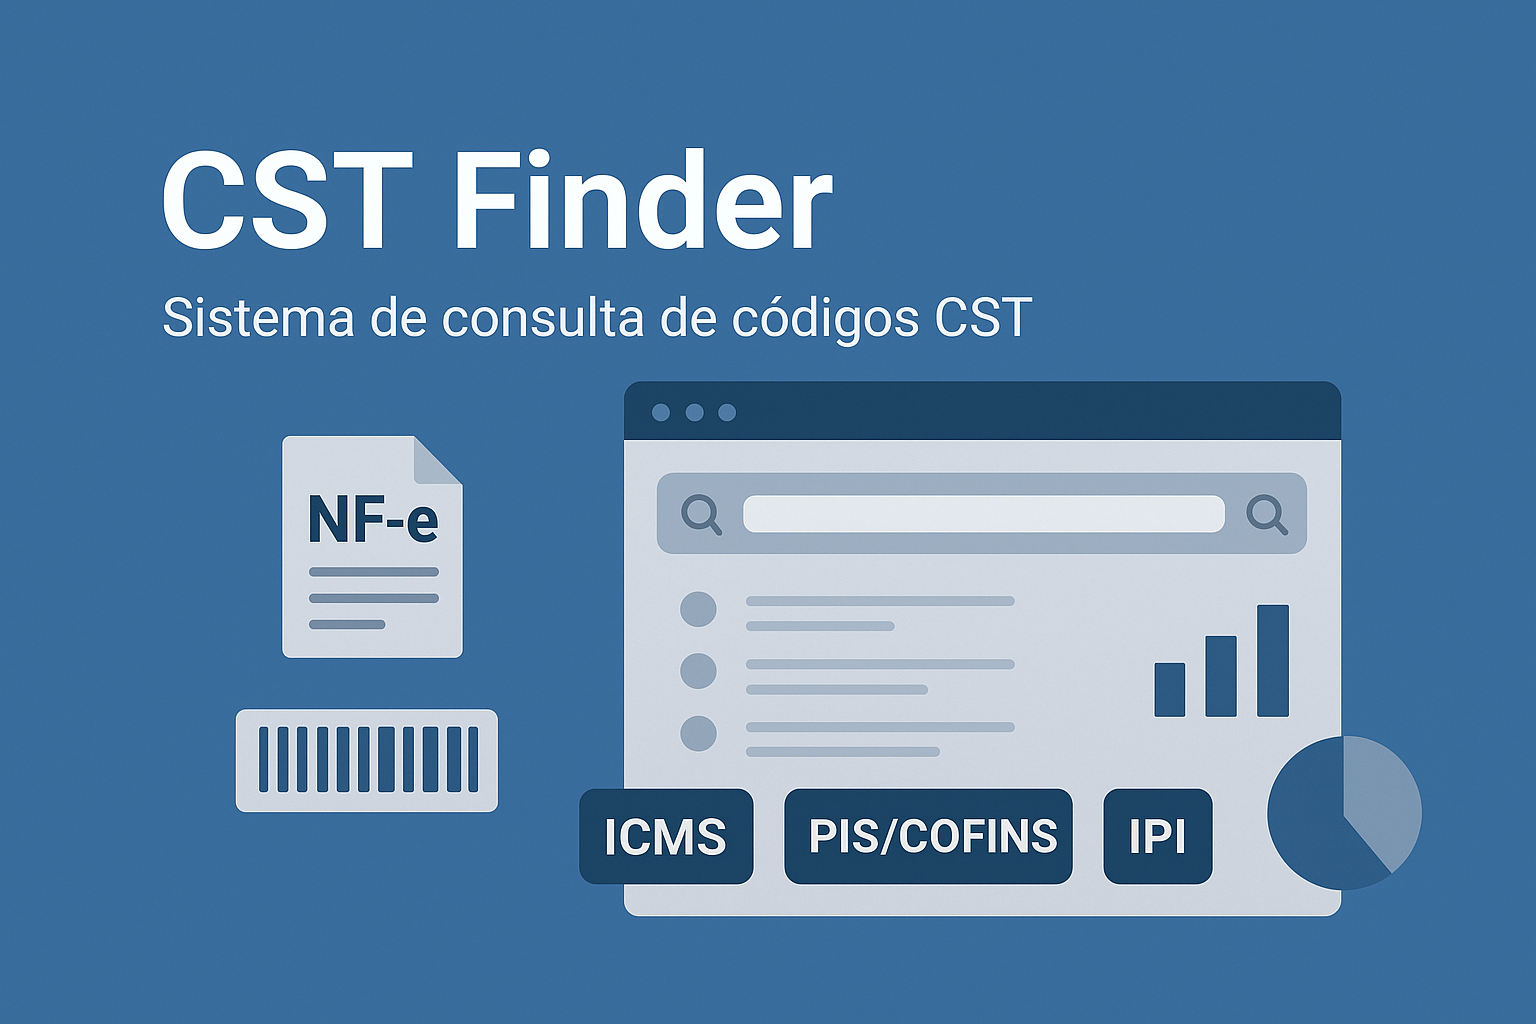 CST Finder
Sistema de consulta de códigos CST
NF-e
ICMS
PIS/COFINS
IPI